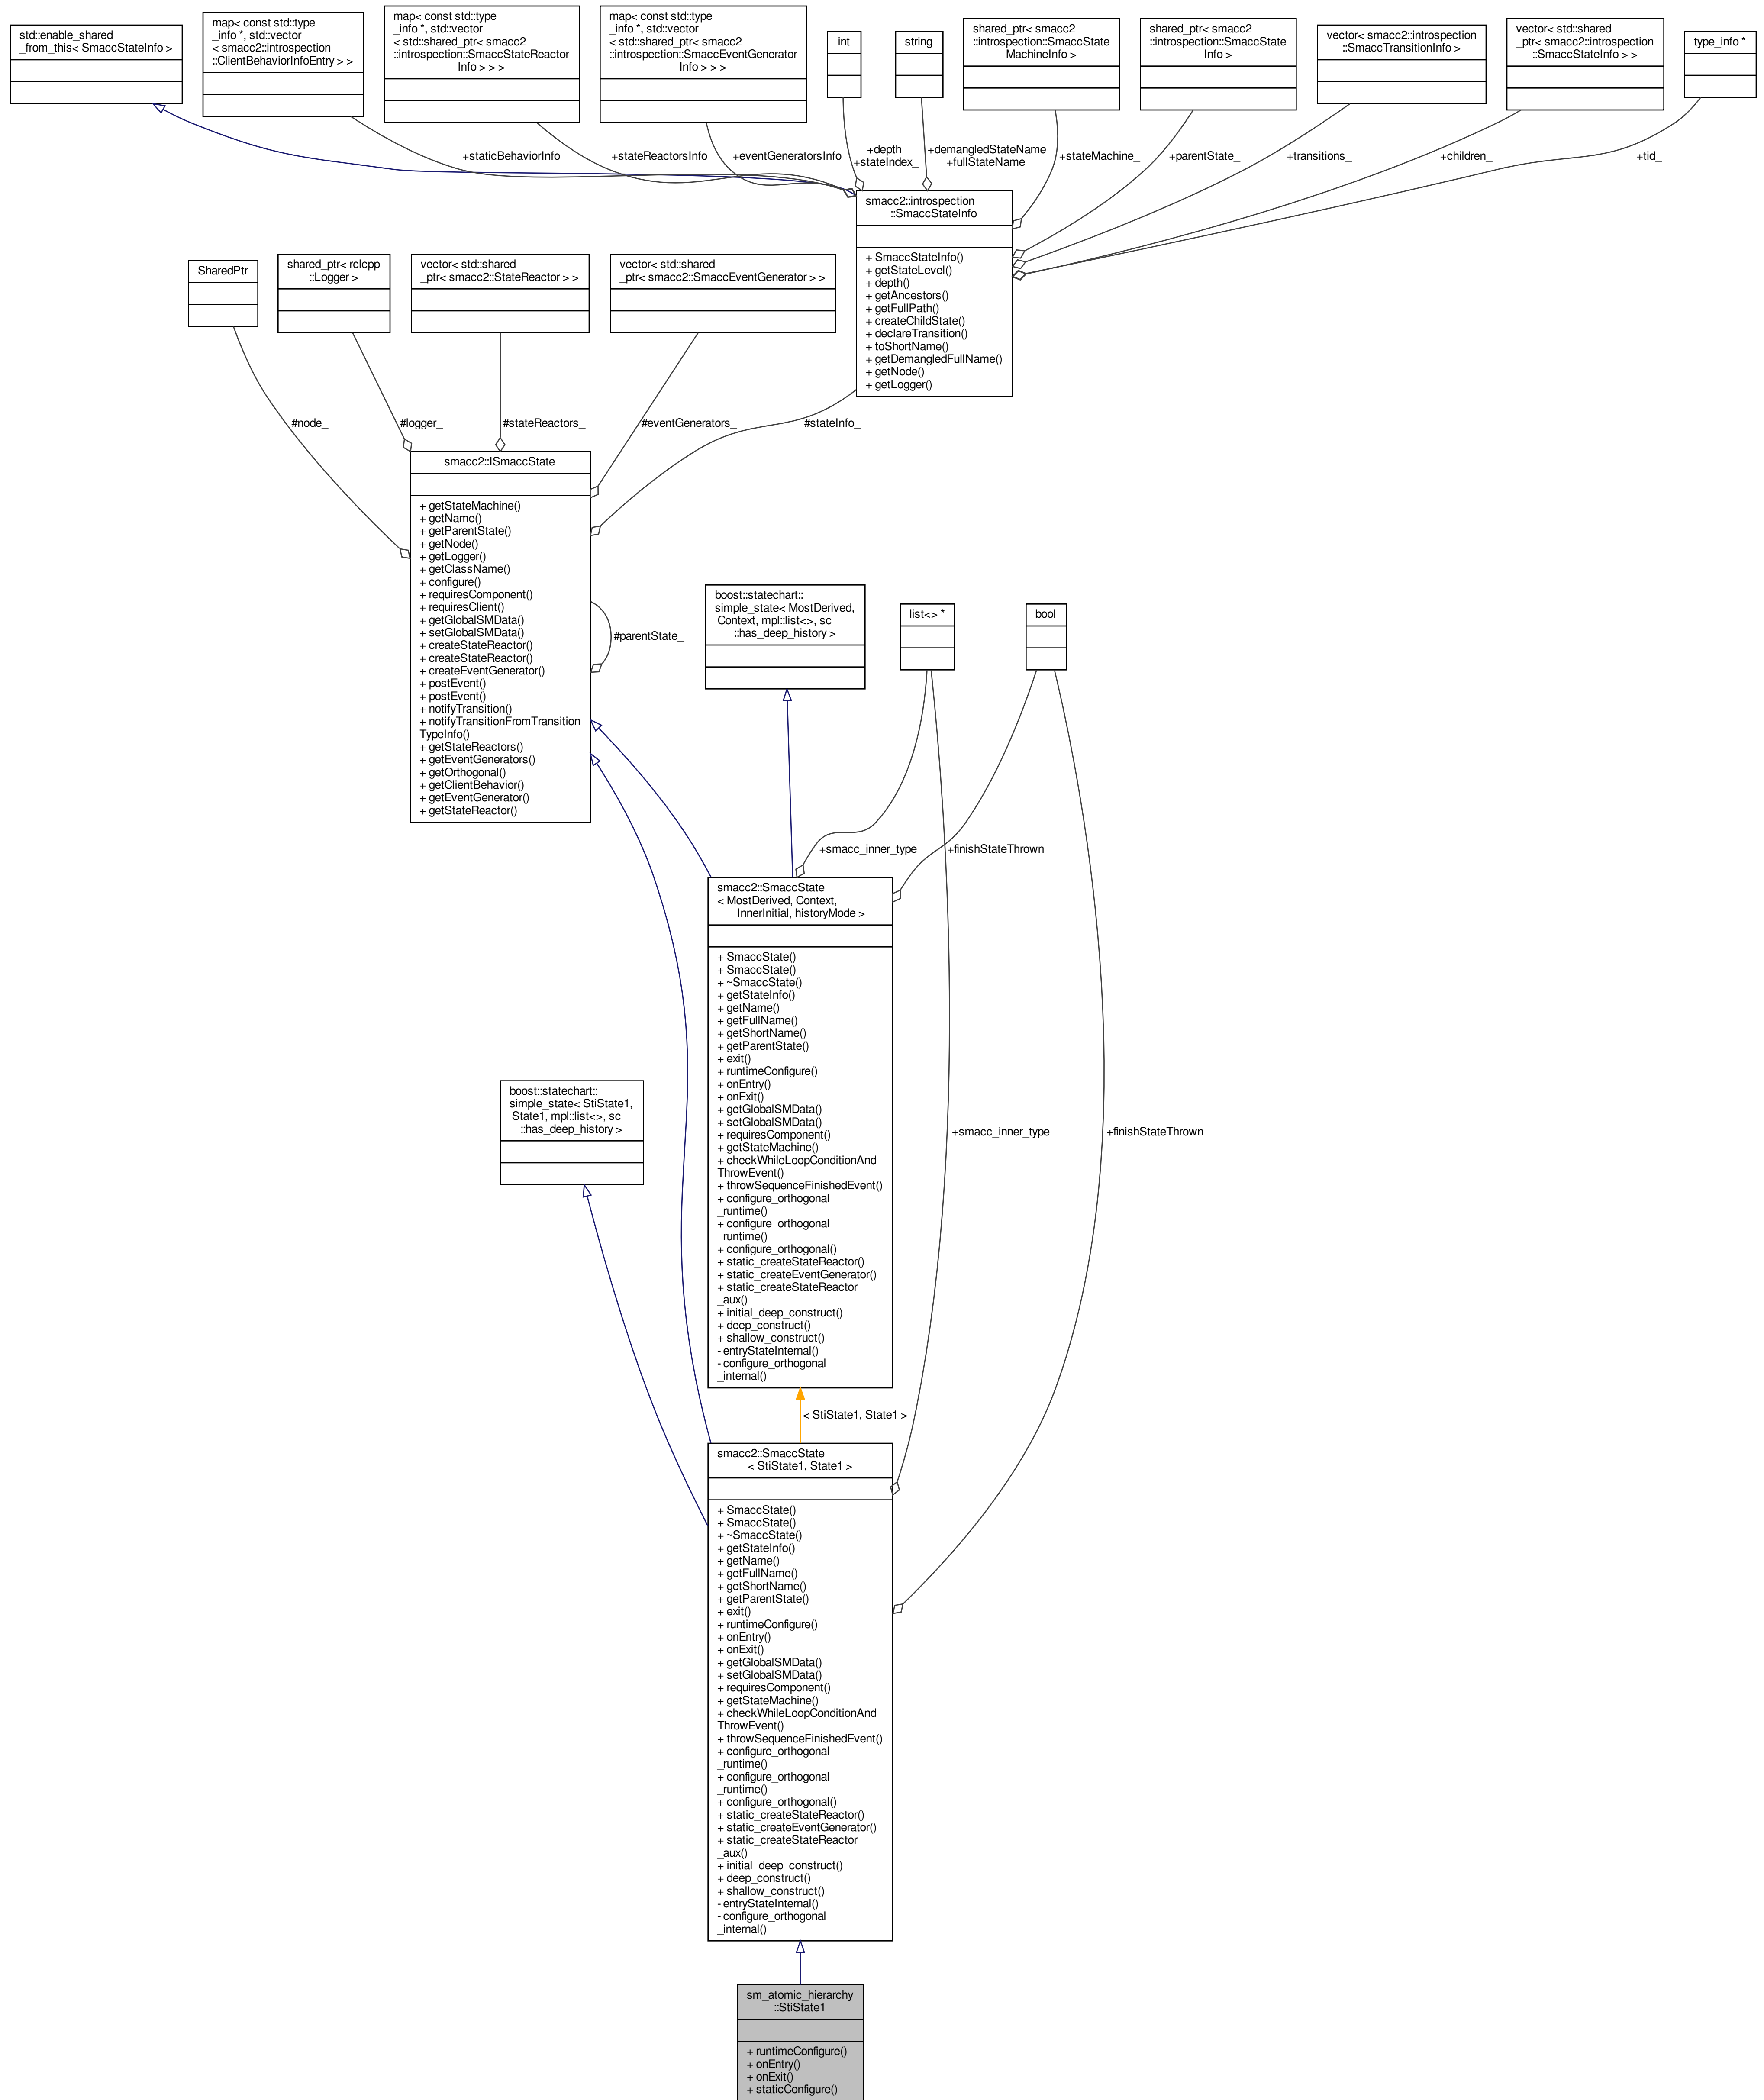 std::enable_shared
_from_this< SmaccStateInfo >
map< const std::type
_info *, std::vector
< smacc2::introspection
::ClientBehaviorInfoEntry > >
map< const std::type
_info *, std::vector
< std::shared_ptr< smacc2
::introspection::SmaccStateReactor
Info > > >
map< const std::type
_info *, std::vector
< std::shared_ptr< smacc2
::introspection::SmaccEventGenerator
Info > > >
int
string
shared_ptr< smacc2
::introspection::SmaccState
MachineInfo >
shared_ptr< smacc2
::introspection::SmaccState
Info >
vector< smacc2::introspection
::SmaccTransitionInfo >
vector< std::shared
_ptr< smacc2::introspection
::SmaccStateInfo > >
type_info *
+staticBehaviorInfo
+stateReactorsInfo
+eventGeneratorsInfo
+depth_
+stateIndex_
+demangledStateName
+fullStateName
+stateMachine_
+parentState_
+transitions_
+children_
+tid_
smacc2::introspection
::SmaccStateInfo
+ SmaccStateInfo()
+ getStateLevel()
+ depth()
+ getAncestors()
+ getFullPath()
+ createChildState()
+ declareTransition()
+ toShortName()
+ getDemangledFullName()
+ getNode()
+ getLogger()
SharedPtr
shared_ptr< rclcpp
::Logger >
vector< std::shared
_ptr< smacc2::StateReactor > >
vector< std::shared
_ptr< smacc2::SmaccEventGenerator > >
#node_
#logger_
#stateReactors_
#eventGenerators_
#stateInfo_
smacc2::ISmaccState
+ getStateMachine()
+ getName()
+ getParentState()
+ getNode()
+ getLogger()
+ getClassName()
+ configure()
+ requiresComponent()
+ requiresClient()
+ getGlobalSMData()
+ setGlobalSMData()
+ createStateReactor()
+ createStateReactor()
+ createEventGenerator()
+ postEvent()
+ postEvent()
+ notifyTransition()
+ notifyTransitionFromTransition
TypeInfo()
+ getStateReactors()
+ getEventGenerators()
+ getOrthogonal()
+ getClientBehavior()
+ getEventGenerator()
+ getStateReactor()
#parentState_
boost::statechart::
simple_state< MostDerived,
Context, mpl::list<>, sc
::has_deep_history >
list<> *
bool
+smacc_inner_type
+finishStateThrown
smacc2::SmaccState
< MostDerived, Context,
InnerInitial, historyMode >
+ SmaccState()
+ SmaccState()
+ ~SmaccState()
+ getStateInfo()
+ getName()
+ getFullName()
+ getShortName()
+ getParentState()
+ exit()
+ runtimeConfigure()
+ onEntry()
+ onExit()
+ getGlobalSMData()
+ setGlobalSMData()
+ requiresComponent()
+ getStateMachine()
+ checkWhileLoopConditionAnd
ThrowEvent()
+ throwSequenceFinishedEvent()
+ configure_orthogonal
_runtime()
+ configure_orthogonal
_runtime()
+ configure_orthogonal()
+ static_createStateReactor()
+ static_createEventGenerator()
+ static_createStateReactor
_aux()
+ initial_deep_construct()
+ deep_construct()
+ shallow_construct()
- entryStateInternal()
- configure_orthogonal
_internal()
boost::statechart::
simple_state< StiState1,
State1, mpl::list<>, sc
::has_deep_history >
+smacc_inner_type
+finishStateThrown
< StiState1, State1 >
smacc2::SmaccState
< StiState1, State1 >
+ SmaccState()
+ SmaccState()
+ ~SmaccState()
+ getStateInfo()
+ getName()
+ getFullName()
+ getShortName()
+ getParentState()
+ exit()
+ runtimeConfigure()
+ onEntry()
+ onExit()
+ getGlobalSMData()
+ setGlobalSMData()
+ requiresComponent()
+ getStateMachine()
+ checkWhileLoopConditionAnd
ThrowEvent()
+ throwSequenceFinishedEvent()
+ configure_orthogonal
_runtime()
+ configure_orthogonal
_runtime()
+ configure_orthogonal()
+ static_createStateReactor()
+ static_createEventGenerator()
+ static_createStateReactor
_aux()
+ initial_deep_construct()
+ deep_construct()
+ shallow_construct()
- entryStateInternal()
- configure_orthogonal
_internal()
sm_atomic_hierarchy
::StiState1
+ runtimeConfigure()
+ onEntry()
+ onExit()
+ staticConfigure()